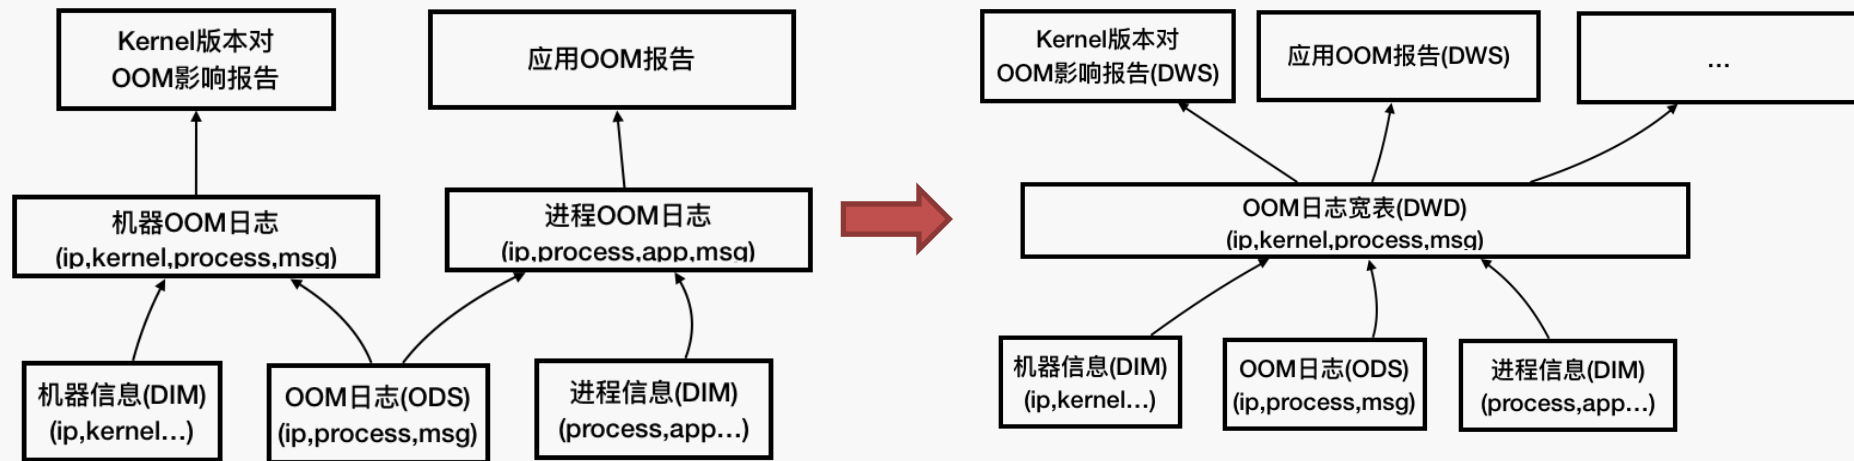 Kernel版本对
OOM影响报告
应用OOM报告
机器OOM日志
(ip,kernel,process,msg)
进程OOM日志
(ip,process,app,msg)
机器信息(DIM)
(ip,kernel...)
OOM日志(ODS)
(ip,process,msg)
进程信息(DIM)
(process,app...)
Kernel版本对
OOM影响报告(DWS)
应用OOM报告(DWS)
...
OOM日志宽表(DWD)
(ip,kernel,process,msg)
机器信息(DIM)
(ip,kernel...)
OOM日志(ODS)
(ip,process,msg)
进程信息(DIM)
(process,app...)